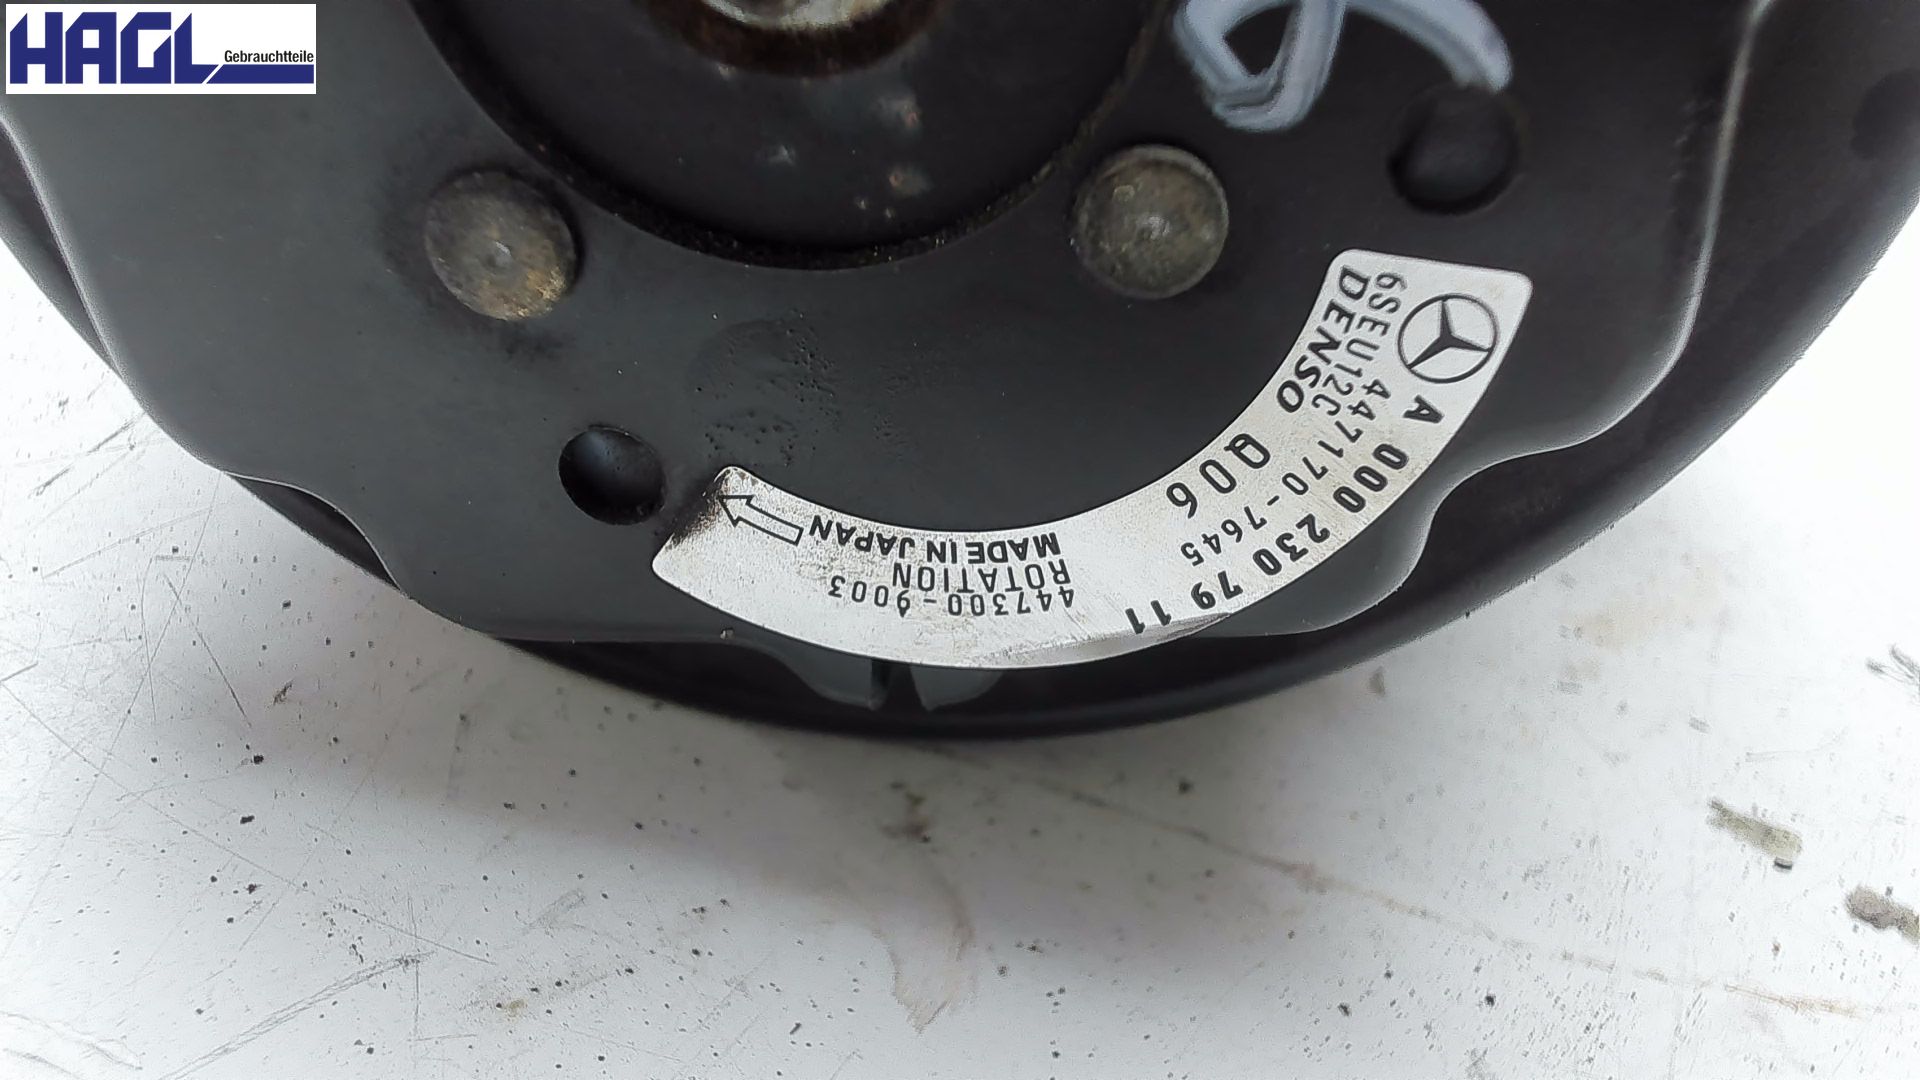 HAGL Gebrauchtteile
A 000 230 79 11
447170-7645
6SEU12C
DENSO Q06
447300-9003
ROTATION
MADE IN JAPAN